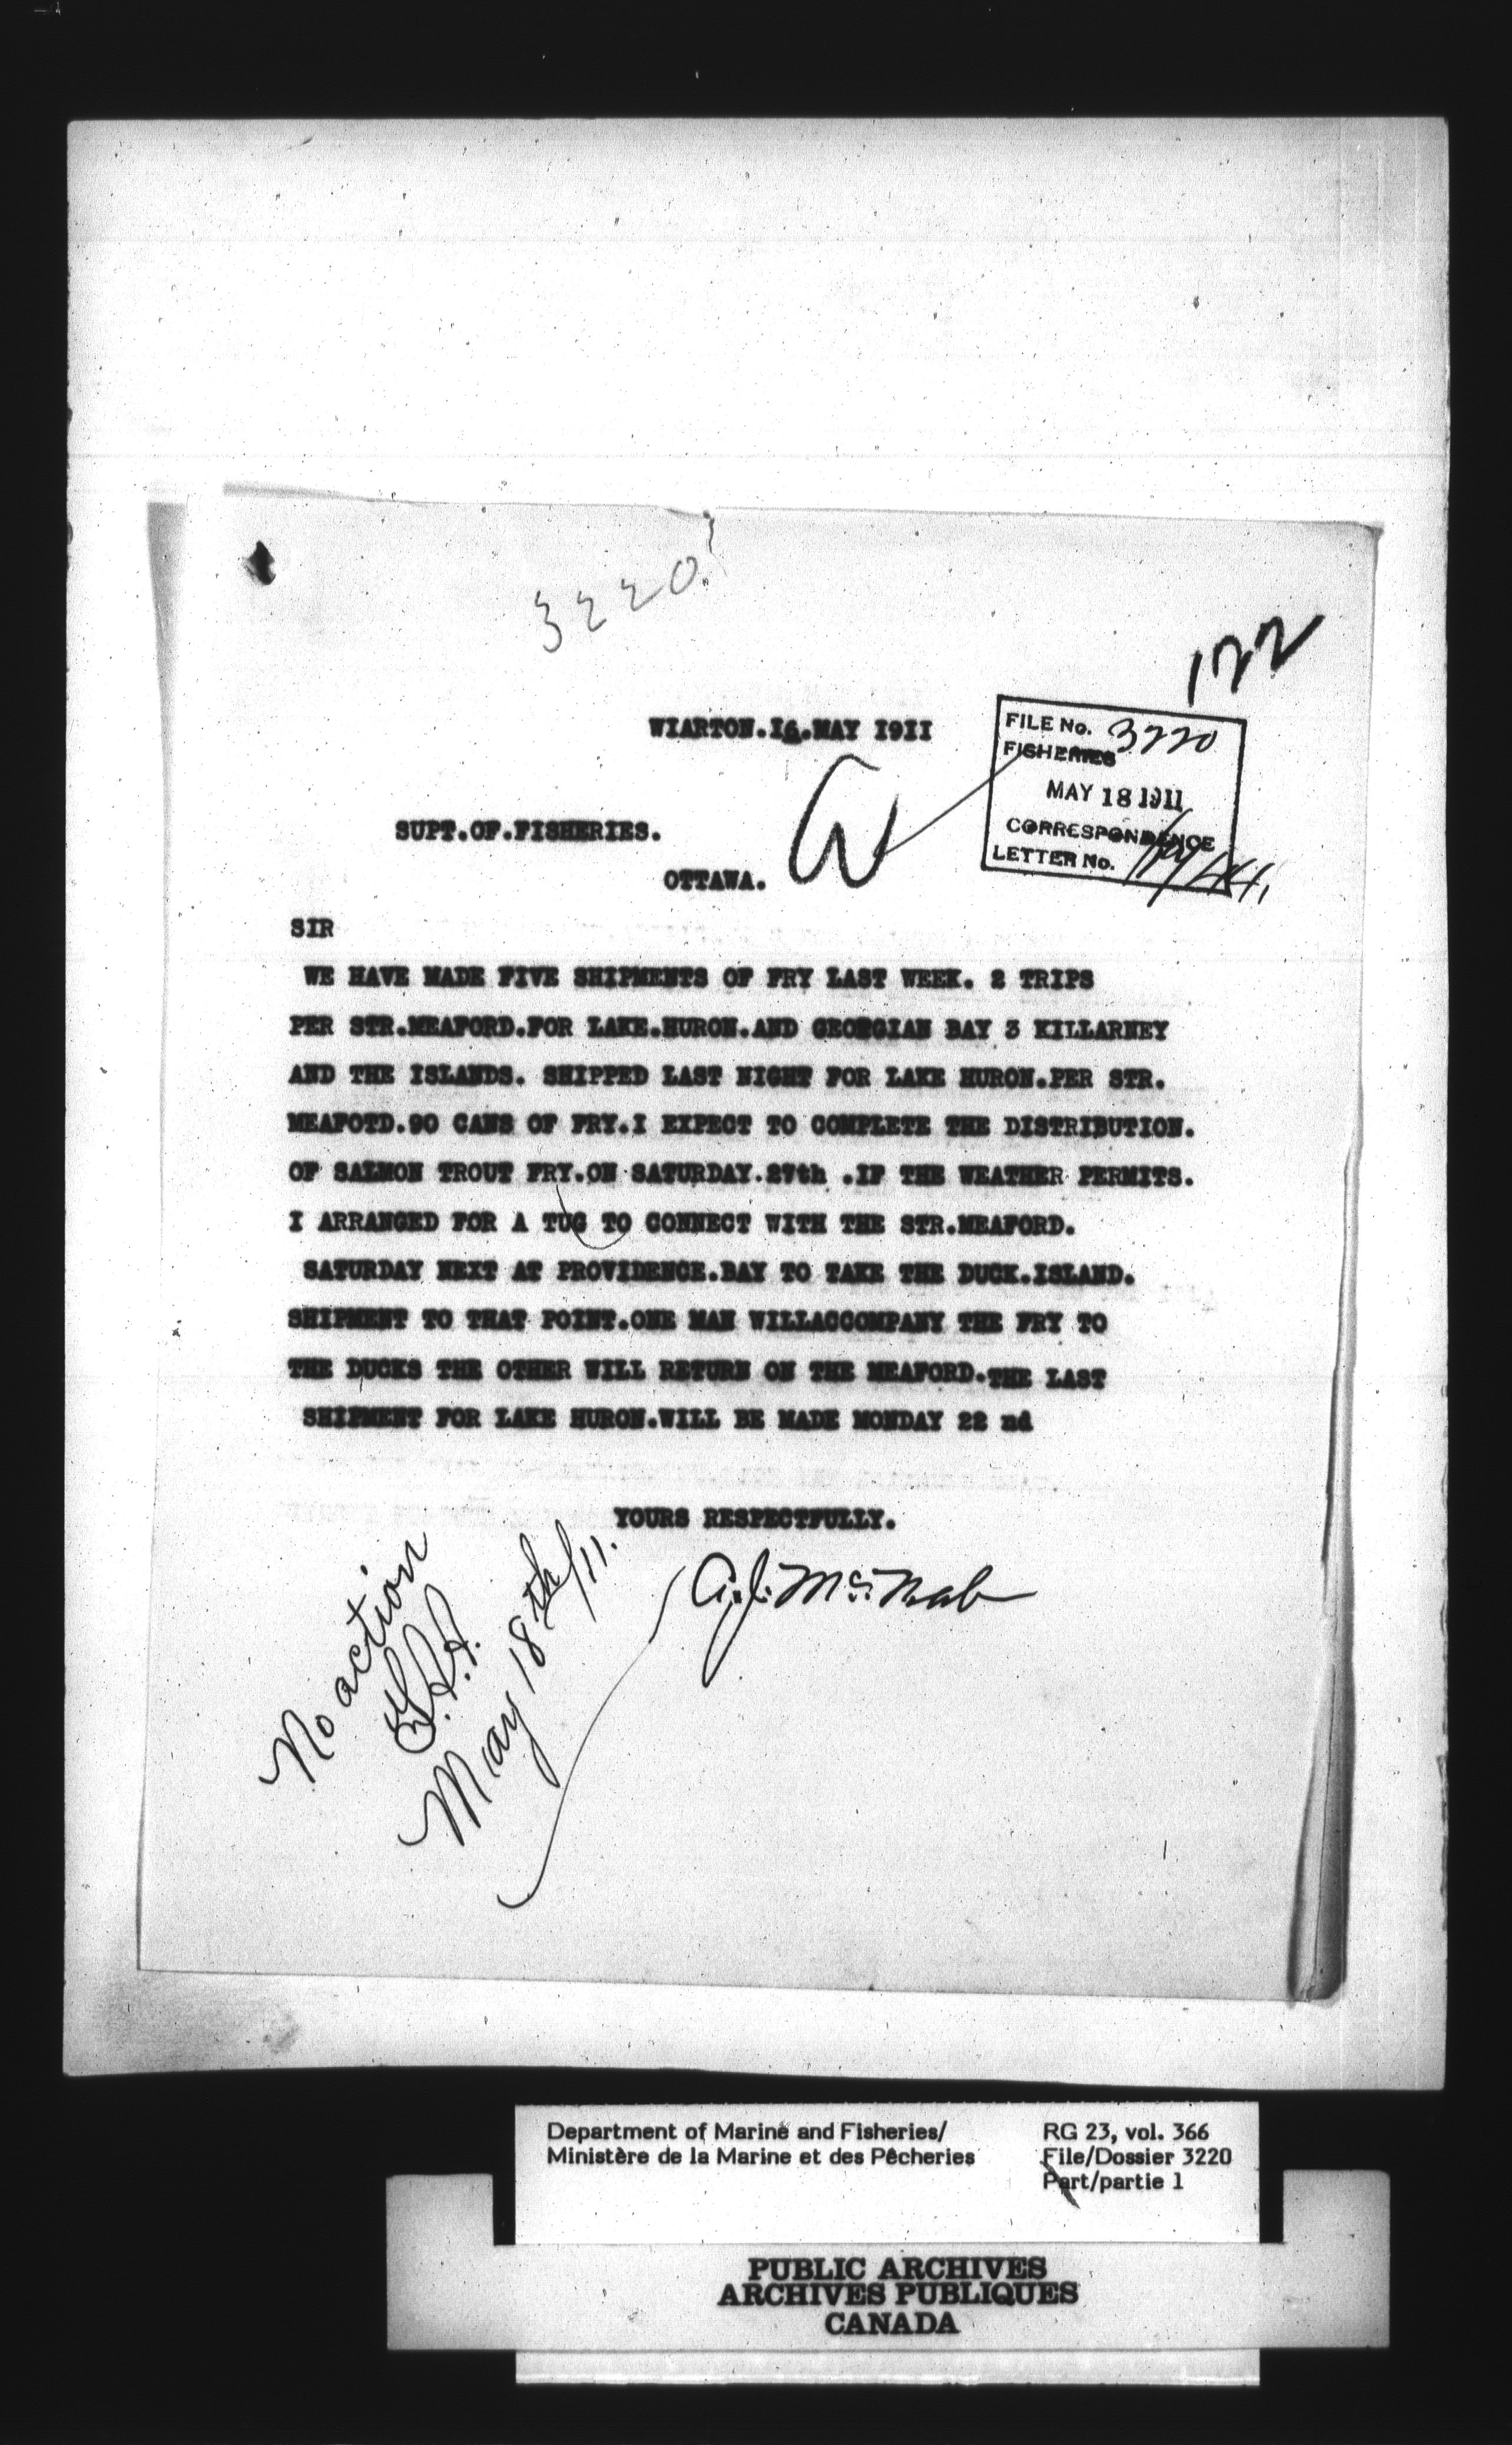 3220
122
WIARTON.I6.MAY I9II
FILE No. 3220
FISHERIES
MAY 18 1911
CORRESPONDENCE
LETTER No.
SUPT.OF.FISHERIES.
OTTAWA.
SIR
WE HAVE MADE FIVE SHIPMENTS OF FRY LAST WEEK. 2 TRIPS
PER STR.MEAFORD.FOR LAKE.HURON.AND GEORGIAN BAY 3 KILLARNEY
AND THE ISLANDS. SHIPPED LAST NIGHT FOR LAKE HURON.PER STR.
MEAFOTD.90 CANS OF FRY.I EXPECT TO COMPLETE THE DISTRIBUTION.
OF SALMON TROUT FRY.ON SATURDAY.27th .IF THE WEATHER PERMITS.
I ARRANGED FOR A TUG TO CONNECT WITH THE STR.MEAFORD.
SATURDAY NEXT AT PROVIDENCE.BAY TO TAKE THE DUCK.ISLAND.
SHIPMENT TO THAT POINT.ONE MAN WILLACCOMPANY THE FRY TO
THE DUCKS THE OTHER WILL RETURN ON THE MEAFORD.THE LAST
SHIPMENT FOR LAKE HURON.WILL BE MADE MONDAY 22 nd
YOURS RESPECTFULLY.
A.J. McNab
No action
May 18th/11.
Department of Marine and Fisheries/
Ministère de la Marine et des Pêcheries
RG 23, vol. 366
File/Dossier 3220
Part/partie 1
PUBLIC ARCHIVES
ARCHIVES PUBLIQUES
CANADA